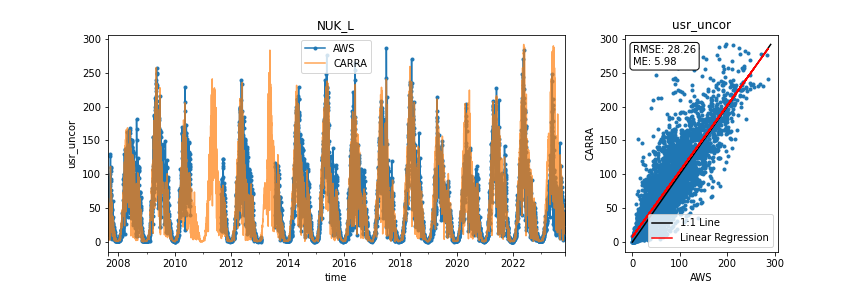 NUK_L
usr_uncor
300
250
200
150
100
50
0
AWS
CARRA
2008
2010
2012
2014
2016
2018
2020
2022
time
usr_uncor
CARRA
300
250
200
150
100
50
0
RMSE: 28.26
ME: 5.98
1:1 Line
Linear Regression
0
100
200
300
AWS